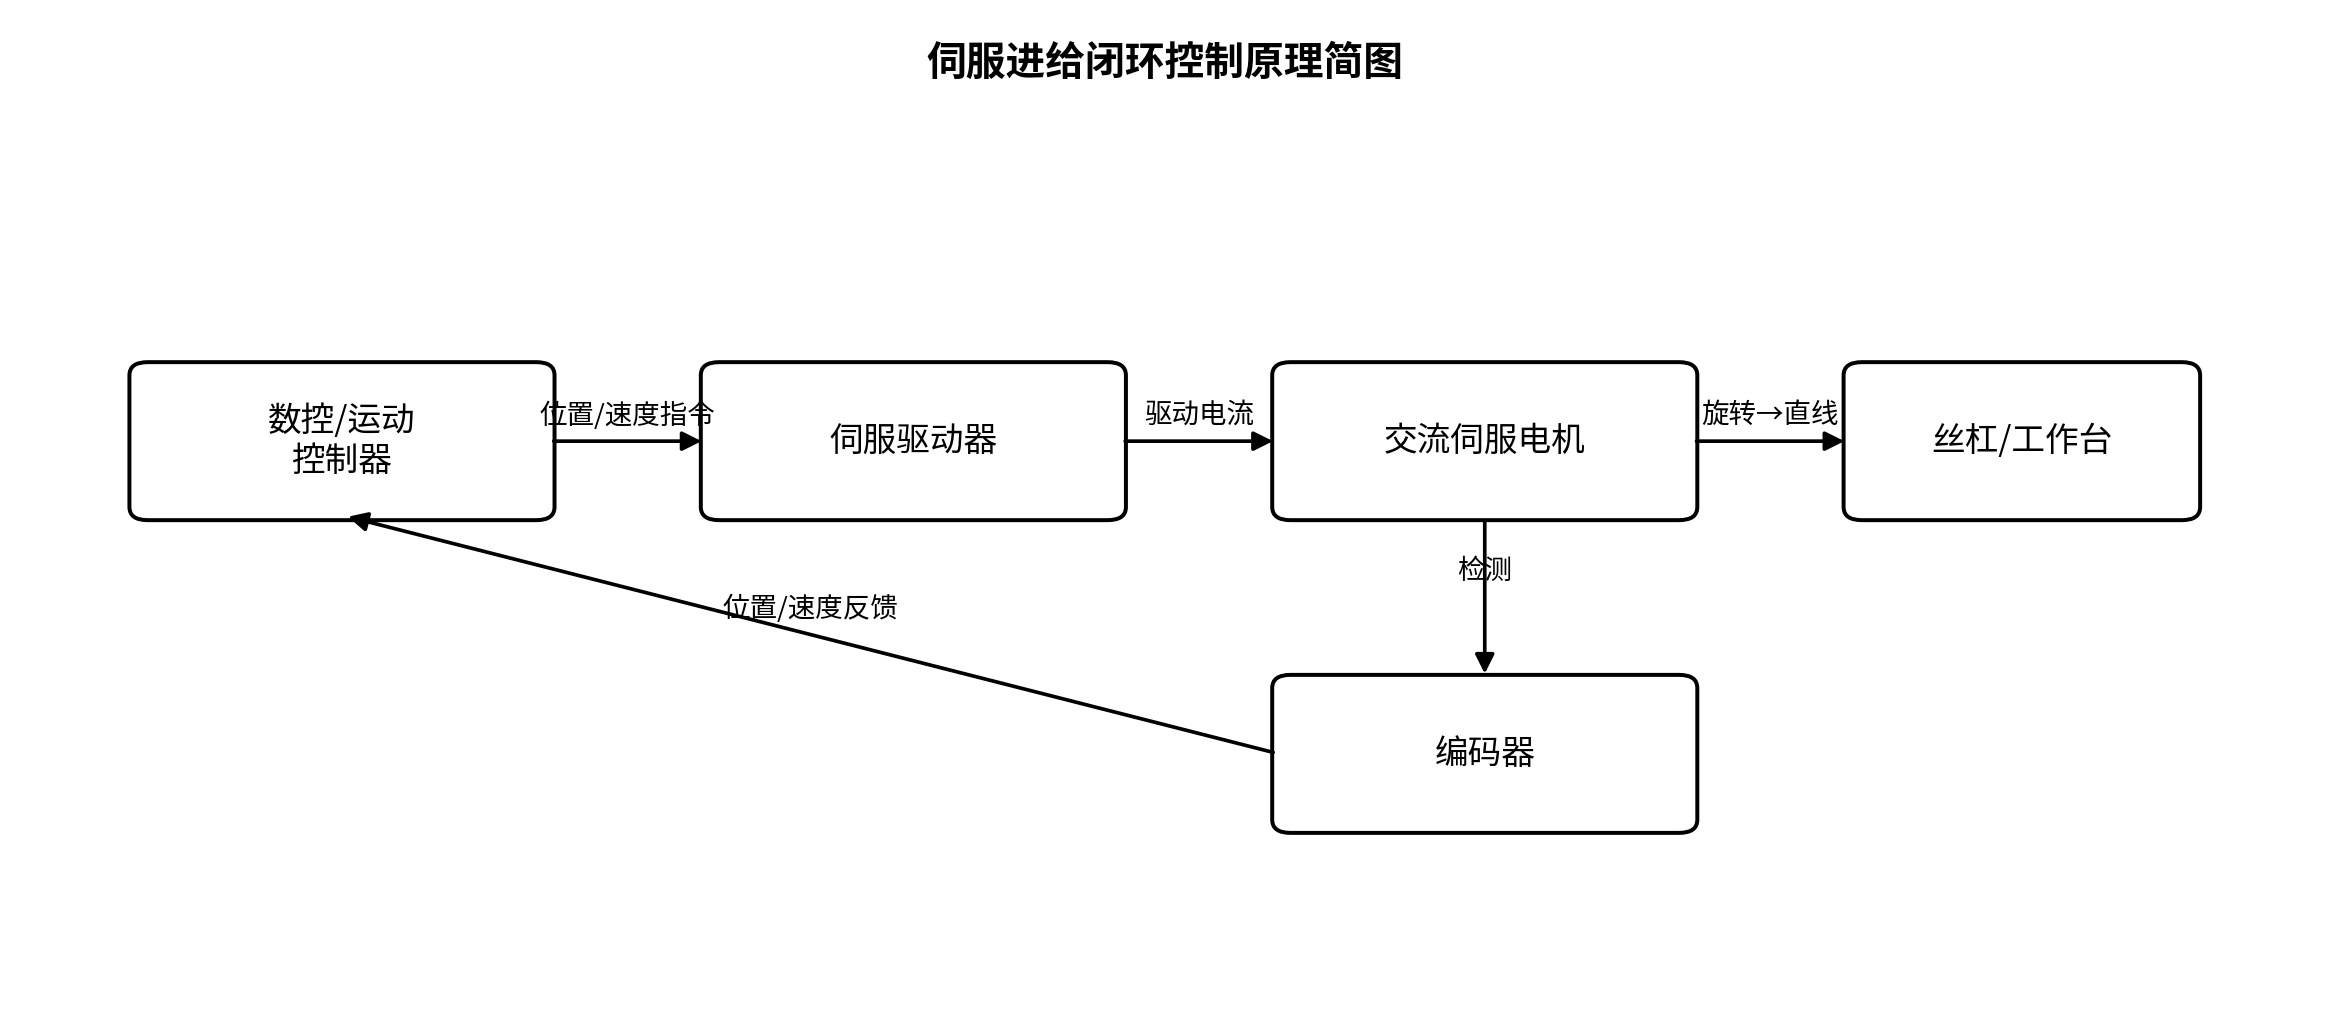 伺服进给闭环控制原理简图
数控/运动
控制器
位置/速度指令
伺服驱动器
驱动电流
交流伺服电机
旋转→直线
丝杠/工作台
检测
位置/速度反馈
编码器